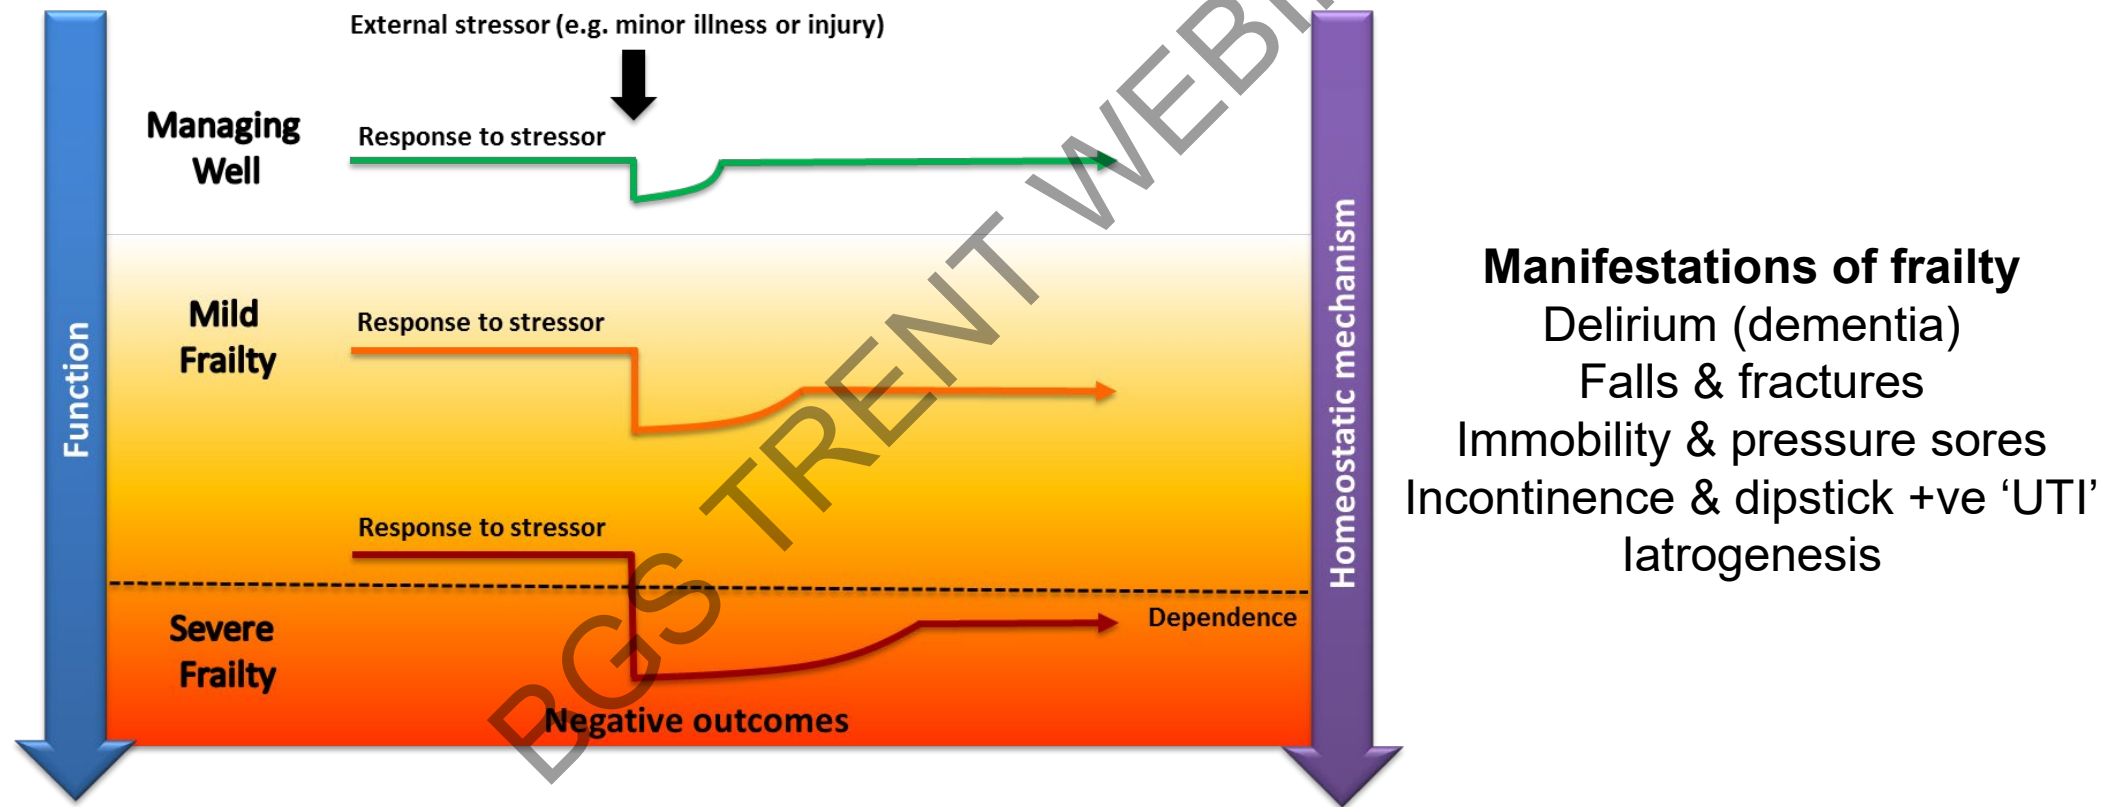 External stressor (e.g. minor illness or injury)
Managing
Well
Response to stressor
Mild
Frailty
Response to stressor
Response to stressor
Severe
Frailty
Dependence
Negative outcomes
Function
Homeostatic mechanism
Manifestations of frailty
Delirium (dementia)
Falls & fractures
Immobility & pressure sores
Incontinence & dipstick +ve ‘UTI’
Iatrogenesis
BGS TRENT